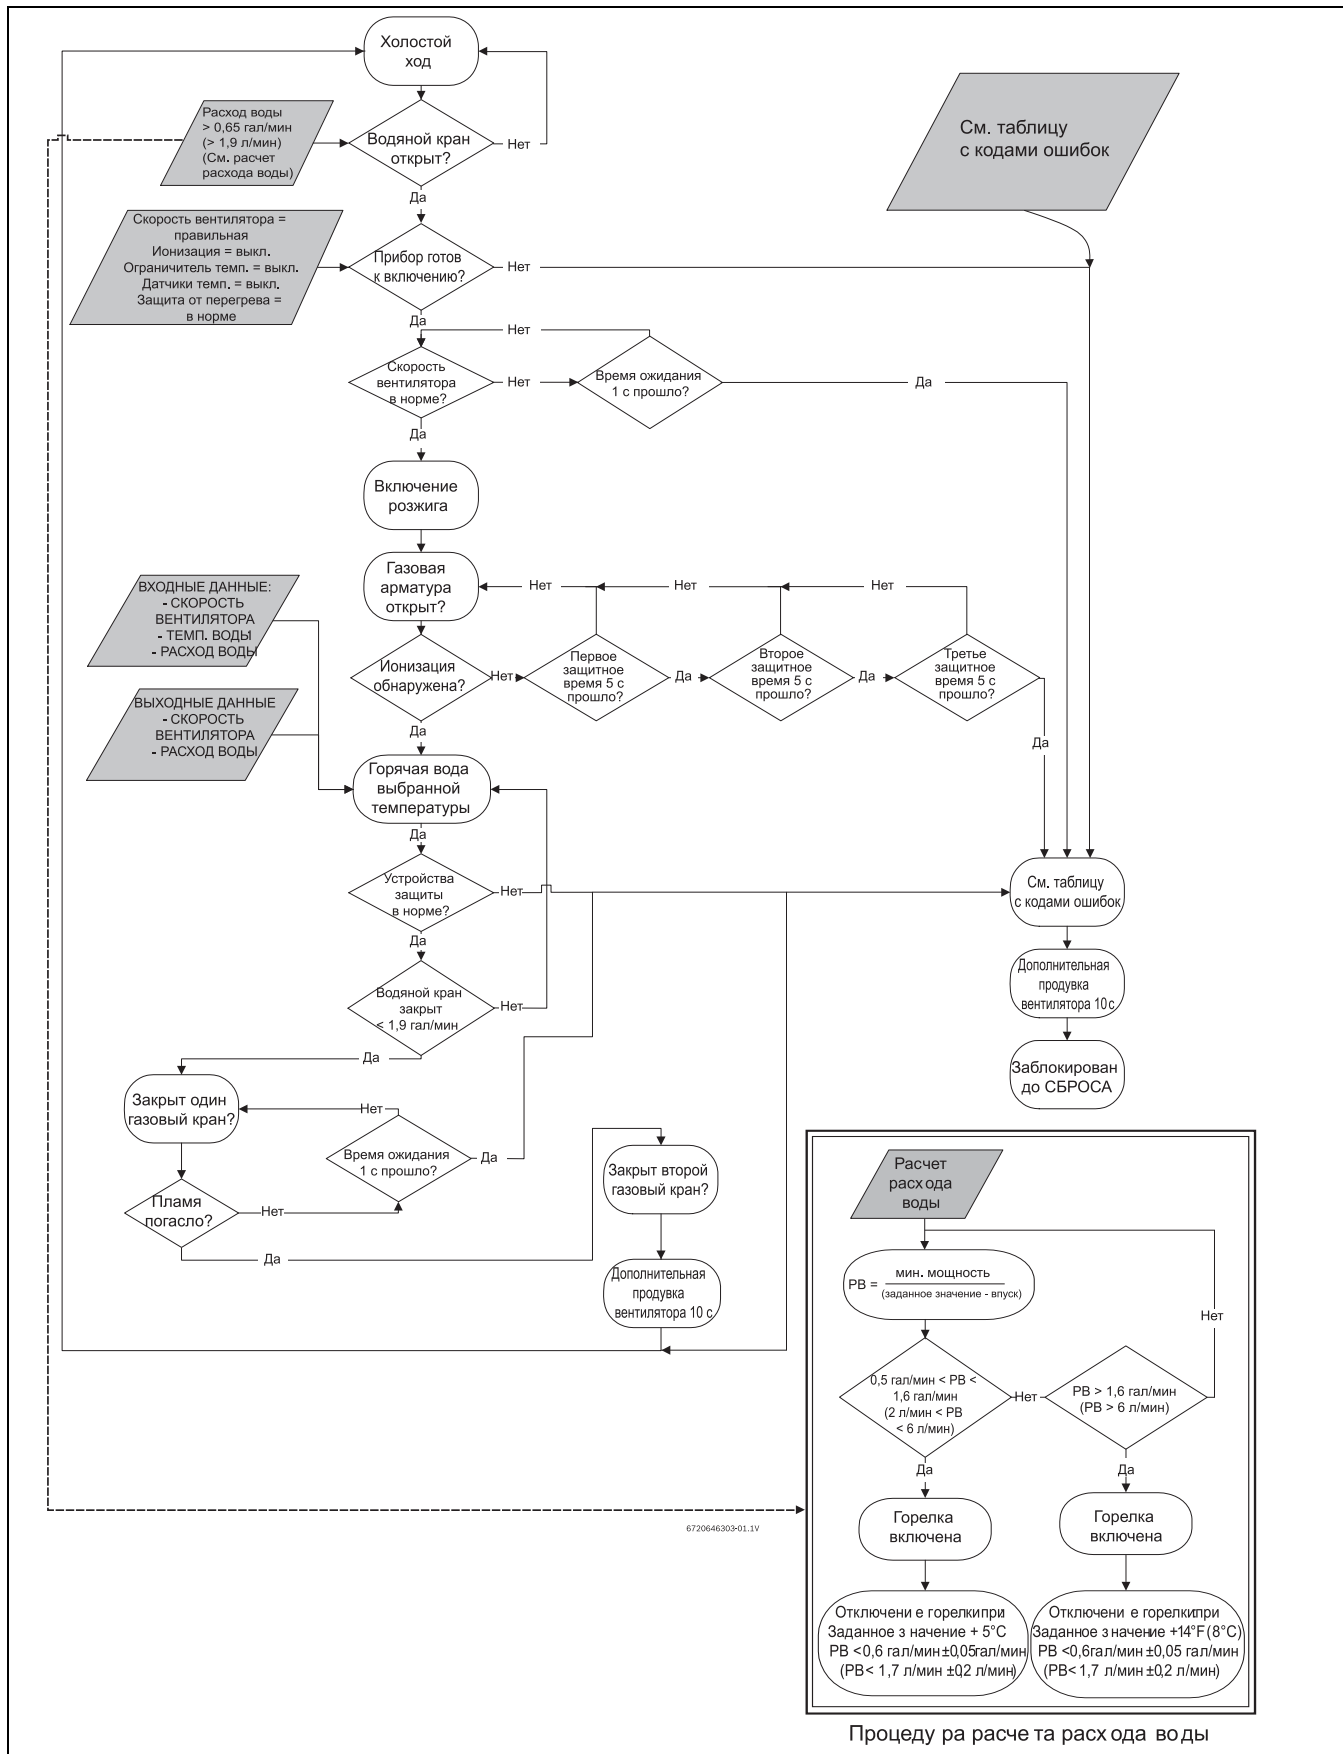 Холостой
ход
Расход воды
> 0,65 гал/мин
(> 1,9 л/мин)
(См. расчет
расхода воды)
Водяной кран
открыт?
Нет
Да
См. таблицу
с кодами ошибок
Скорость вентилятора =
правильная
Ионизация = выкл.
Ограничитель темп. = выкл.
Датчики темп. = выкл.
Защита от перегрева =
в норме
Прибор готов
к включению?
Нет
Да
Нет
Скорость
вентилятора
в норме?
Нет
Время ожидания
1 с прошло?
Да
Да
Включение
розжига
Газовая
арматура
открыт?
Нет
Нет
Нет
ВХОДНЫЕ ДАННЫЕ:
- СКОРОСТЬ
ВЕНТИЛЯТОРА
- ТЕМП. ВОДЫ
- РАСХОД ВОДЫ
Ионизация
обнаружена?
Нет
Первое
защитное
время 5 с
прошло?
Да
Второе
защитное
время 5 с
прошло?
Да
Третье
защитное
время 5 с
прошло?
Да
Да
ВЫХОДНЫЕ ДАННЫЕ
- СКОРОСТЬ
ВЕНТИЛЯТОРА
- РАСХОД ВОДЫ
Горячая вода
выбранной
температуры
Да
Устройства
защиты
в норме?
Нет
Да
См. таблицу
с кодами ошибок
Водяной кран
закрыт
< 1,9 гал/мин
Нет
Да
Дополнительная
продувка
вентилятора 10 с
Заблокирован
до СБРОСА
Закрыт один
газовый кран?
Нет
Время ожидания
1 с прошло?
Да
Пламя
погасло?
Нет
Да
Закрыт второй
газовый кран?
Дополнительная
продувка
вентилятора 10 с
Расчет
расх ода
воды
РВ =
мин. мощность
(заданное значение - впуск)
Нет
0,5 гал/мин < РВ <
1,6 гал/мин
(2 л/мин < РВ
< 6 л/мин)
Нет
РВ > 1,6 гал/мин
(РВ > 6 л/мин)
Да
Да
Горелка
включена
Горелка
включена
Отключени е горелкипри
Заданное з начение + 5°C
РВ <0,6 гал/мин ±0,05гал/мин
(РВ< 1,7 л/мин ±0,2 л/мин)
Отключени е горелкипри
Заданное з начение +14°F (8°C)
РВ <0,6гал/мин ±0,05 гал/мин
(РВ< 1,7 л/мин ±0,2 л/мин)
6720646303-01.1V
Процеду ра расче та расх ода во ды